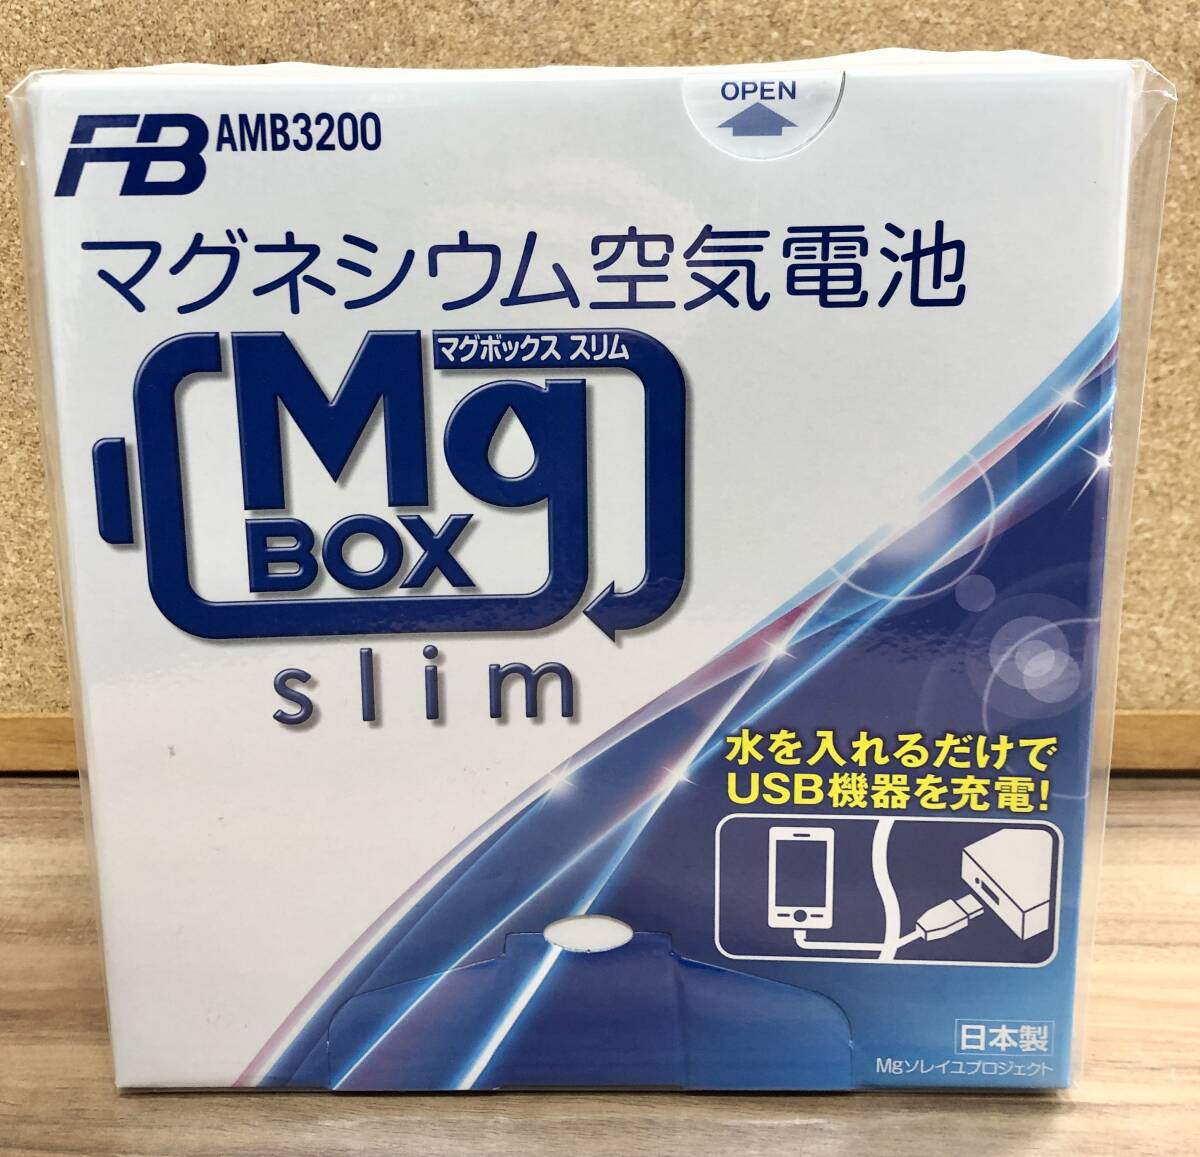 OPEN
FB AMB3200
マグネシウム空気電池
マグボックス スリム
Mg
BOX
slim
水を入れるだけで
USB機器を充電!
日本製
Mgソレイユプロジェクト